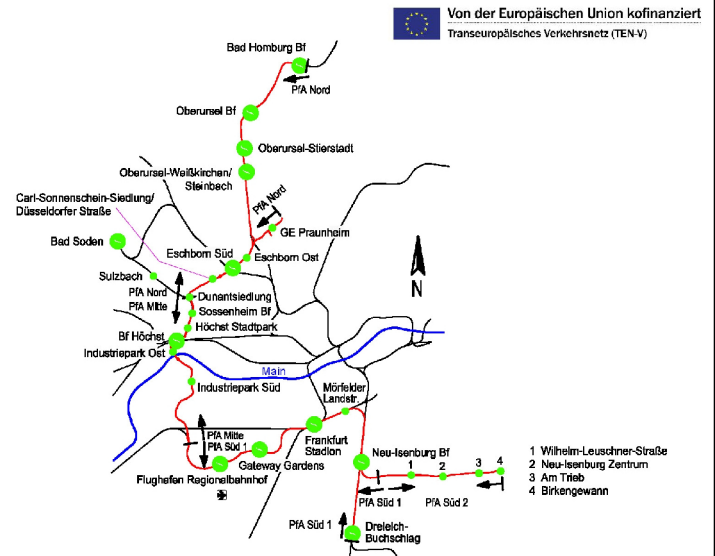 Von der Europäischen Union kofinanziert
Transeuropäisches Verkehrsnetz (TEN-V)
Bad Homburg Bf
PfA Nord
Oberursel Bf
Oberursel-Stierstadt
Oberursel-Weißkirchen/
Steinbach
Carl-Sonnenschein-Siedlung/
Düsseldorfer Straße
PfA Nord
GE Praunheim
Bad Soden
Eschborn Süd
Eschborn Ost
Sulzbach
PfA Nord
PfA Mitte
Dunantsiedlung
Sossenheim Bf
Höchst Stadtpark
Bf Höchst
Industriepark Ost
N
Main
Industriepark Süd
Mörfelder
Landstr.
PfA Mitte
PfA Süd 1
Frankfurt
Stadion
Gateway Gardens
Flughafen Regionalbahnhof
Neu-Isenburg Bf
1 2 3 4
PfA Süd 1
PfA Süd 2
PfA Süd 1
Dreieich-
Buchschlag
1 Wilhelm-Leuschner-Straße
2 Neu-Isenburg Zentrum
3 Am Trieb
4 Birkengewann